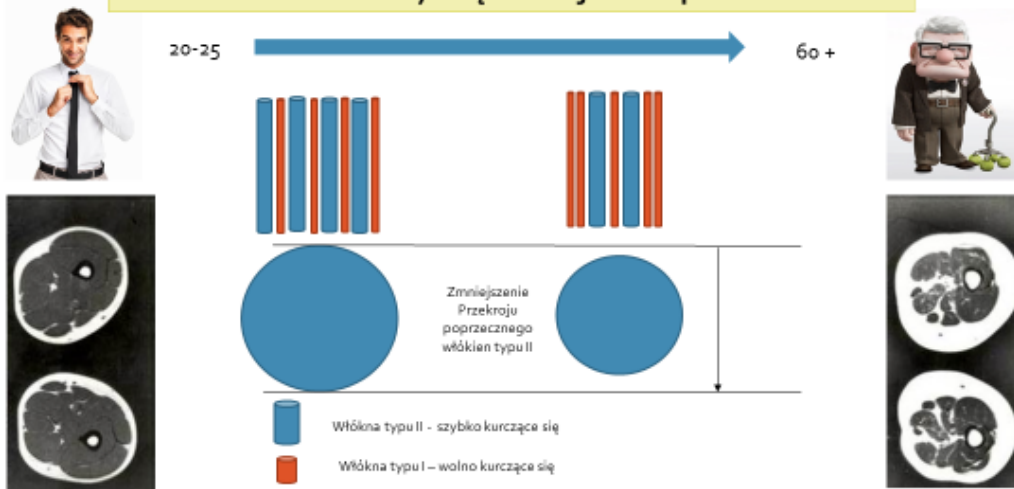 20-25
60 +
Zmniejszenie
Przekroju
poprzecznego
włókien typu II
Włókna typu II - szybko kurczące się
Włókna typu I – wolno kurczące się